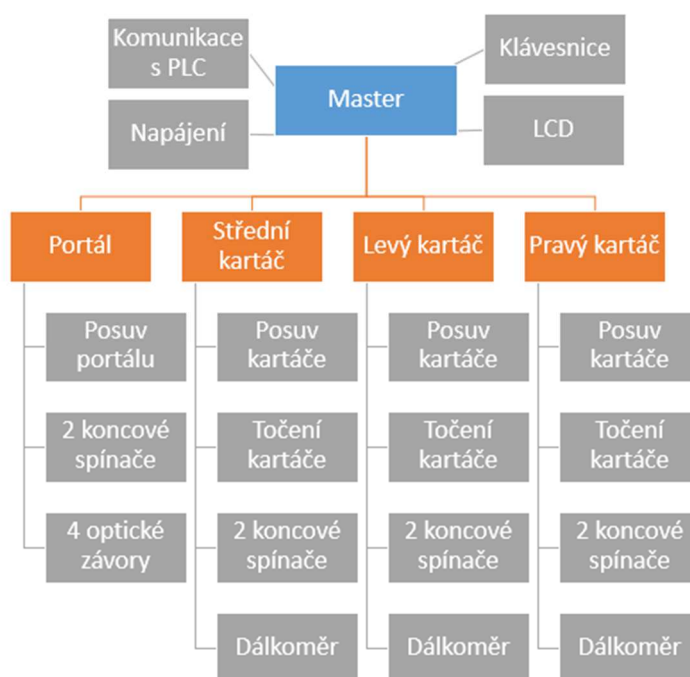 Komunikace
s PLC
Klávesnice
Master
Napájení
LCD
Portál
Střední
kartáč
Levý kartáč
Pravý kartáč
Posuv
portálu
Posuv
kartáče
Posuv
kartáče
Posuv
kartáče
2 koncové
spínače
Točení
kartáče
Točení
kartáče
Točení
kartáče
4 optické
závory
2 koncové
spínače
2 koncové
spínače
2 koncové
spínače
Dálkoměr
Dálkoměr
Dálkoměr